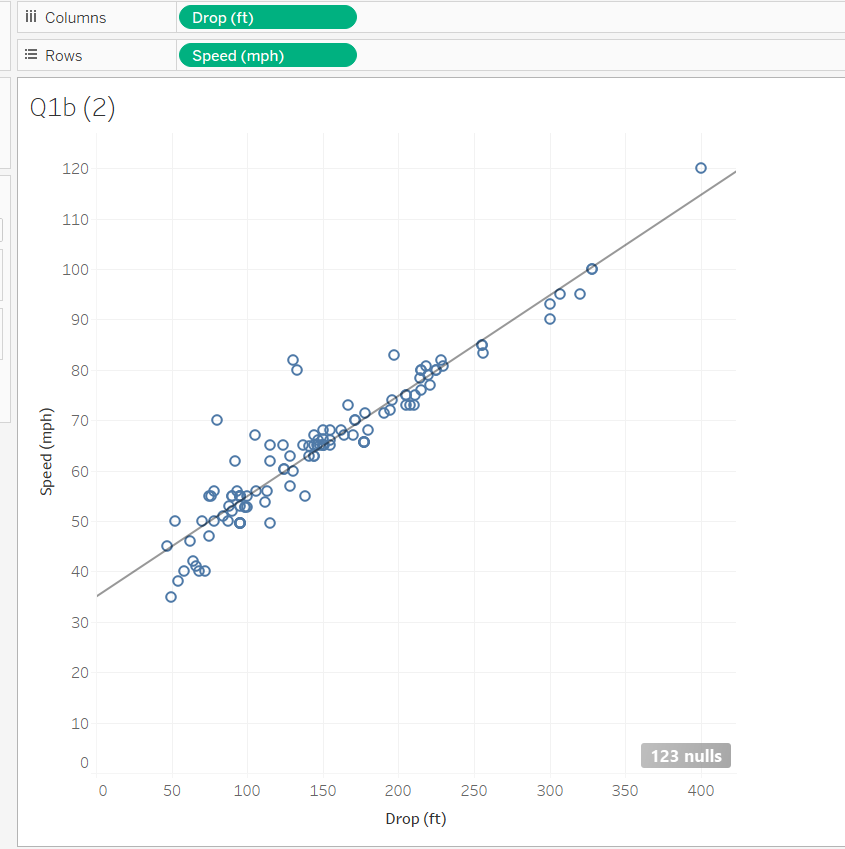 Columns
Drop (ft)
Rows
Speed (mph)
Q1b (2)
120
110
100
90
80
70
60
50
40
30
20
10
0
Speed (mph)
123 nulls
0 50 100 150 200 250 300 350 400
Drop (ft)